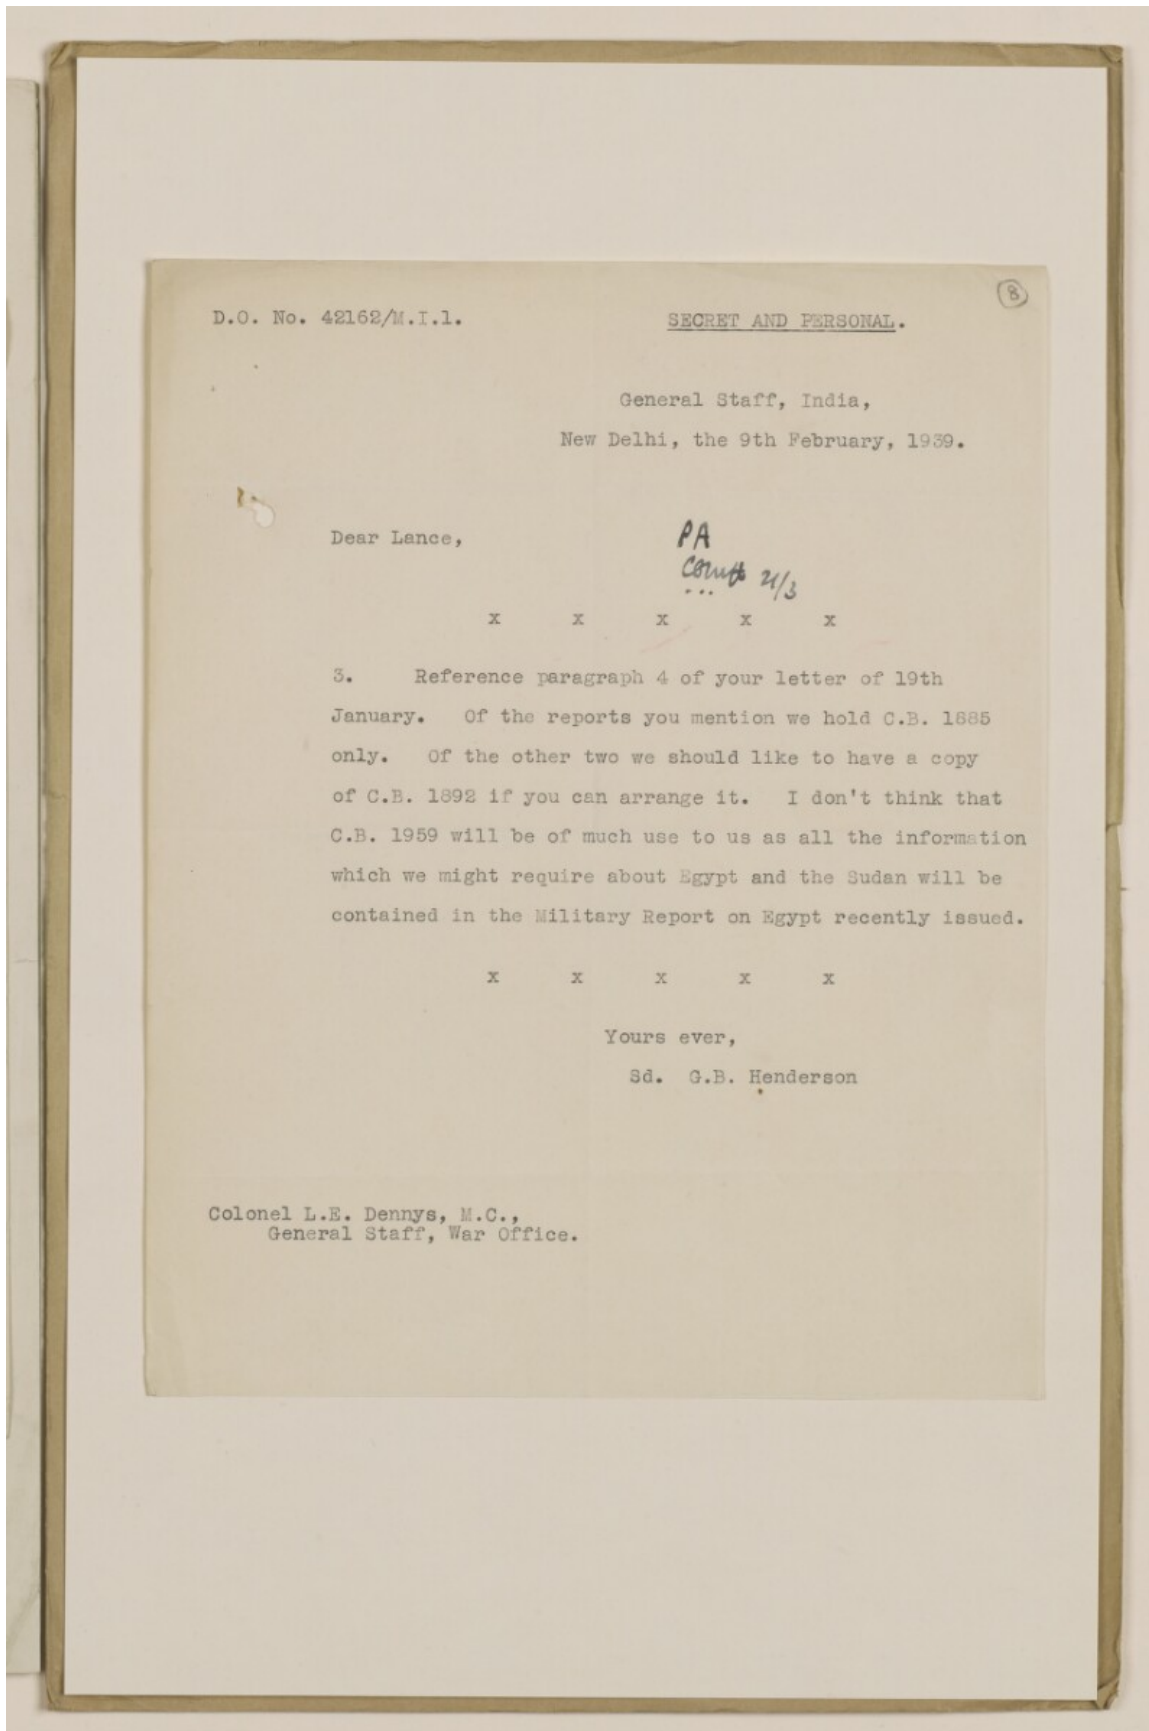 8
D.O. No. 42162/M.I.1.
SECRET AND PERSONAL.
General Staff, India,
New Delhi, the 9th February, 1939.
Dear Lance,
PA
21/3
x x x x x
3. Reference paragraph 4 of your letter of 19th
January. Of the reports you mention we hold C.B. 1885
only. Of the other two we should like to have a copy
of C.B. 1892 if you can arrange it. I don't think that
C.B. 1959 will be of much use to us as all the information
which we might require about Egypt and the Sudan will be
contained in the Military Report on Egypt recently issued.
x x x x x
Yours ever,
Sd. G.B. Henderson
Colonel L.E. Dennys, M.C.,
General Staff, War Office.